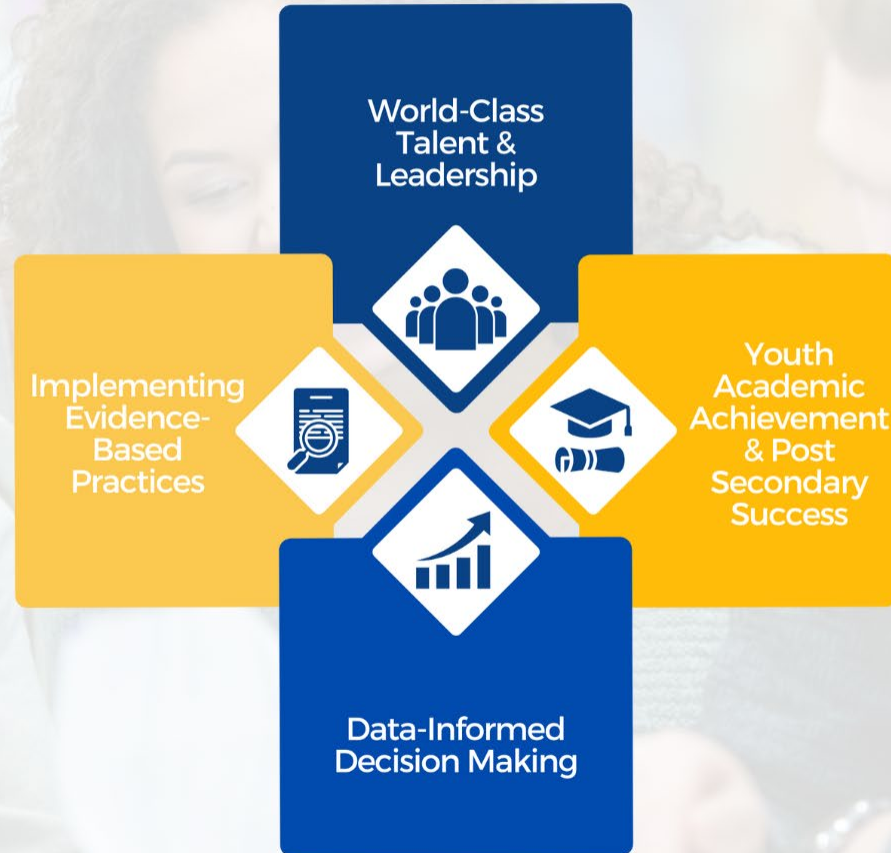 World-Class
Talent &
Leadership
Implementing
Evidence-
Based
Practices
Youth
Academic
Achievement
& Post
Secondary
Success
Data-Informed
Decision Making